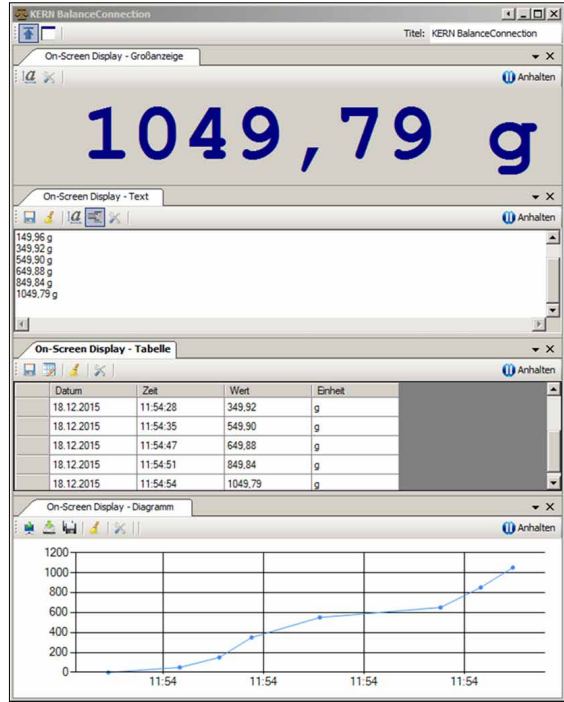 KERN BalanceConnection
Titel: KERN BalanceConnection
On-Screen Display - Großanzeige
a Anhalten
1049,79 g
On-Screen Display - Text
a Anhalten
149,96 g
349,92 g
549,90 g
649,88 g
849,84 g
1049,79 g
On-Screen Display - Tabelle
Anhalten
Datum Zeit Wert Einheit
18.12.2015 11:54:28 349,92 g
18.12.2015 11:54:35 549,90 g
18.12.2015 11:54:47 649,88 g
18.12.2015 11:54:51 849,84 g
18.12.2015 11:54:54 1049,79 g
On-Screen Display - Diagramm
Anhalten
1200
1000
800
600
400
200
0
11:54 11:54 11:54 11:54